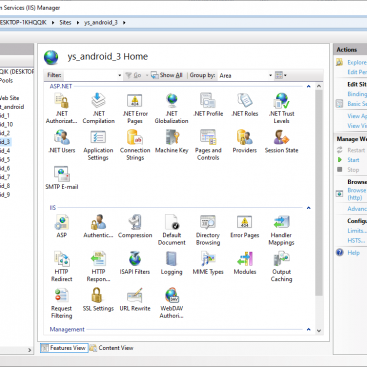 n Services (IIS) Manager
ESKTOP-1KHQQIK ▸ Sites ▸ ys_android_3 ▸
QIK (DESKTOP
Pools
Web Site
t_android
id_1
id_10
id_2
id_3
id_4
id_5
id_6
id_7
id_8
id_9
ys_android_3 Home
Filter: Go Show All Group by: Area
ASP.NET
.NET Authorizat... .NET Compilation .NET Error Pages .NET Globalization .NET Profile .NET Roles .NET Trust Levels
.NET Users Application Settings Connection Strings Machine Key Pages and Controls Providers Session State
SMTP E-mail
IIS
ASP Authentic... Compression Default Document Directory Browsing Error Pages Handler Mappings
HTTP Redirect HTTP Respon... ISAPI Filters Logging MIME Types Modules Output Caching
Request Filtering SSL Settings URL Rewrite WebDAV Authori...
Management
Features View Content View
Actions
Explore
Edit Per
Edit Sit
Binding
Basic Se
View Ap
View Vi
Manage We
Restart
Start
Stop
Browse
Browse
(http)
Advanc
Configu
Limits...
HSTS...
Help